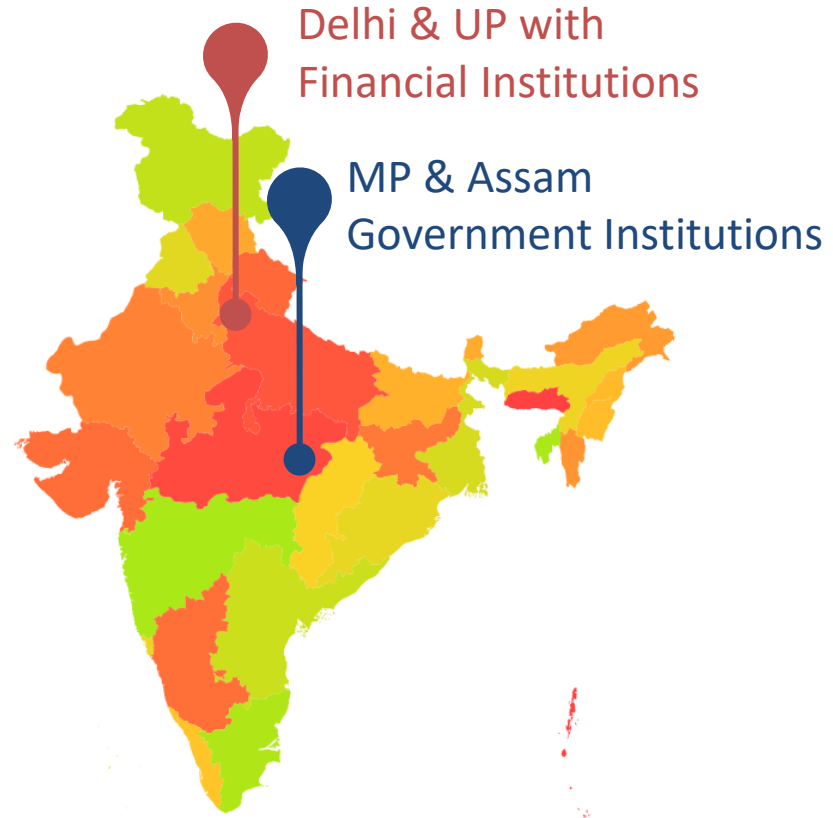 Delhi & UP with
Financial Institutions
MP & Assam
Government Institutions